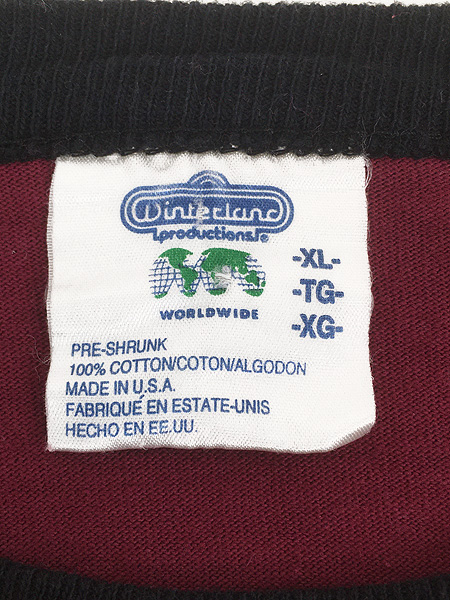 Winterland
productions
WORLDWIDE
-XL-
-TG-
-XG-
PRE-SHRUNK
100% COTTON/COTON/ALGODON
MADE IN U.S.A.
FABRIQUÉ EN ESTATE-UNIS
HECHO EN EE.UU.